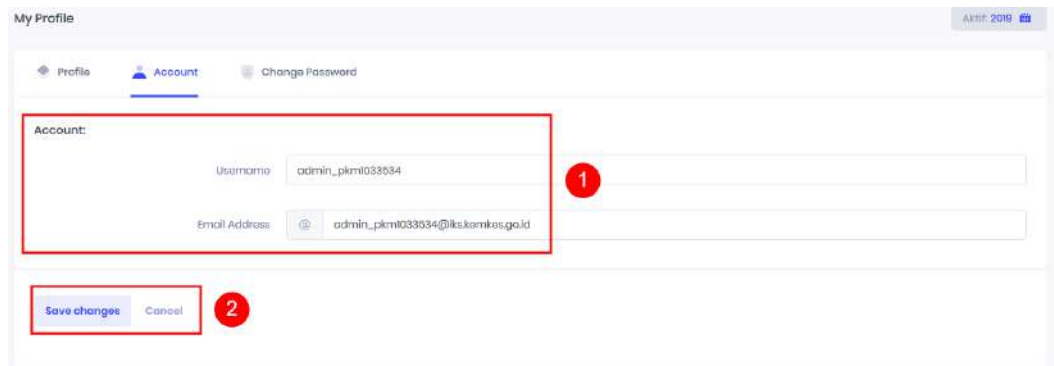 My Profile
Aktif: 2019
Profile
Account
Change Password
Account:
Username
admin_pkm1033534
1
Email Address
@
admin_pkm1033534@iks.kemkes.go.id
Save changes
Cancel
2